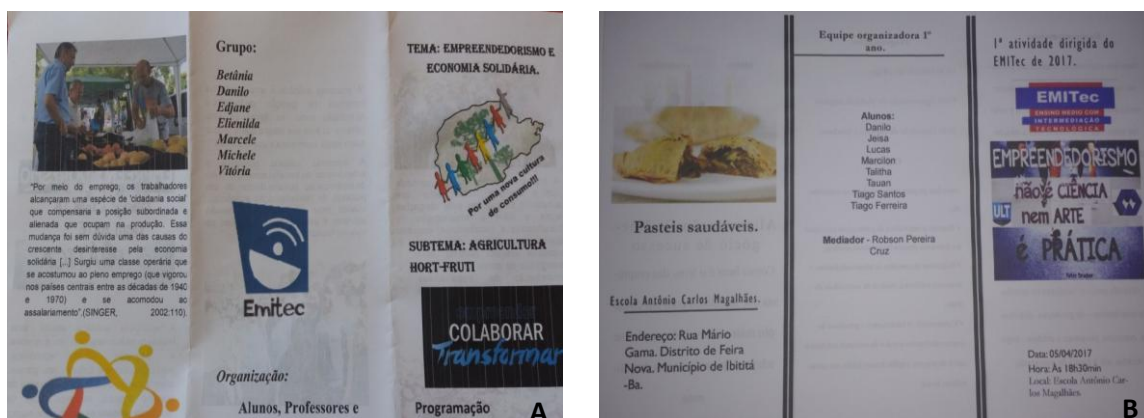 "Por meio do emprego, os trabalhadores
alcançaram uma espécie de 'cidadania social'
que compensaria a posição subordinada e
alienada que ocupam na produção. Essa
mudança foi sem dúvida uma das causas do
crescente desinteresse pela economia
solidária [...] Surgiu uma classe operária que
se acostumou ao pleno emprego (que vigorou
nos países centrais entre as décadas de 1940
e 1970) e se acomodou ao
assalariamento".(SINGER, 2002:110).
Grupo:
Betânia
Danilo
Edjane
Elienilda
Marcele
Michele
Vitória
Emitec
Organização:
Alunos, Professores e
TEMA: EMPREENDEDORISMO E
ECONOMIA SOLIDÁRIA.
Por uma nova cultura
de consumo!!!
SUBTEMA: AGRICULTURA
HORT-FRUTI
COLABORAR
Transformar
Programação
A
Pasteis saudáveis.
Escola Antônio Carlos Magalhães.
Endereço: Rua Mário
Gama. Distrito de Feira
Nova. Município de Ibititá
-Ba.
Equipe organizadora 1º
ano.
Alunos:
Danilo
Jeisa
Lucas
Marcilon
Talitha
Tauan
Tiago Santos
Tiago Ferreira
Mediador - Robson Pereira
Cruz
1ª atividade dirigida do
EMITec de 2017.
EMITec
ENSINO MÉDIO COM
INTERMEDIAÇÃO
TECNOLÓGICA
EMPREENDEDORISMO
não é CIÊNCIA
ULT
nem ARTE
é PRÁTICA
Data: 05/04/2017
Hora: Às 18h30min
Local: Escola Antônio Car-
los Magalhães.
B